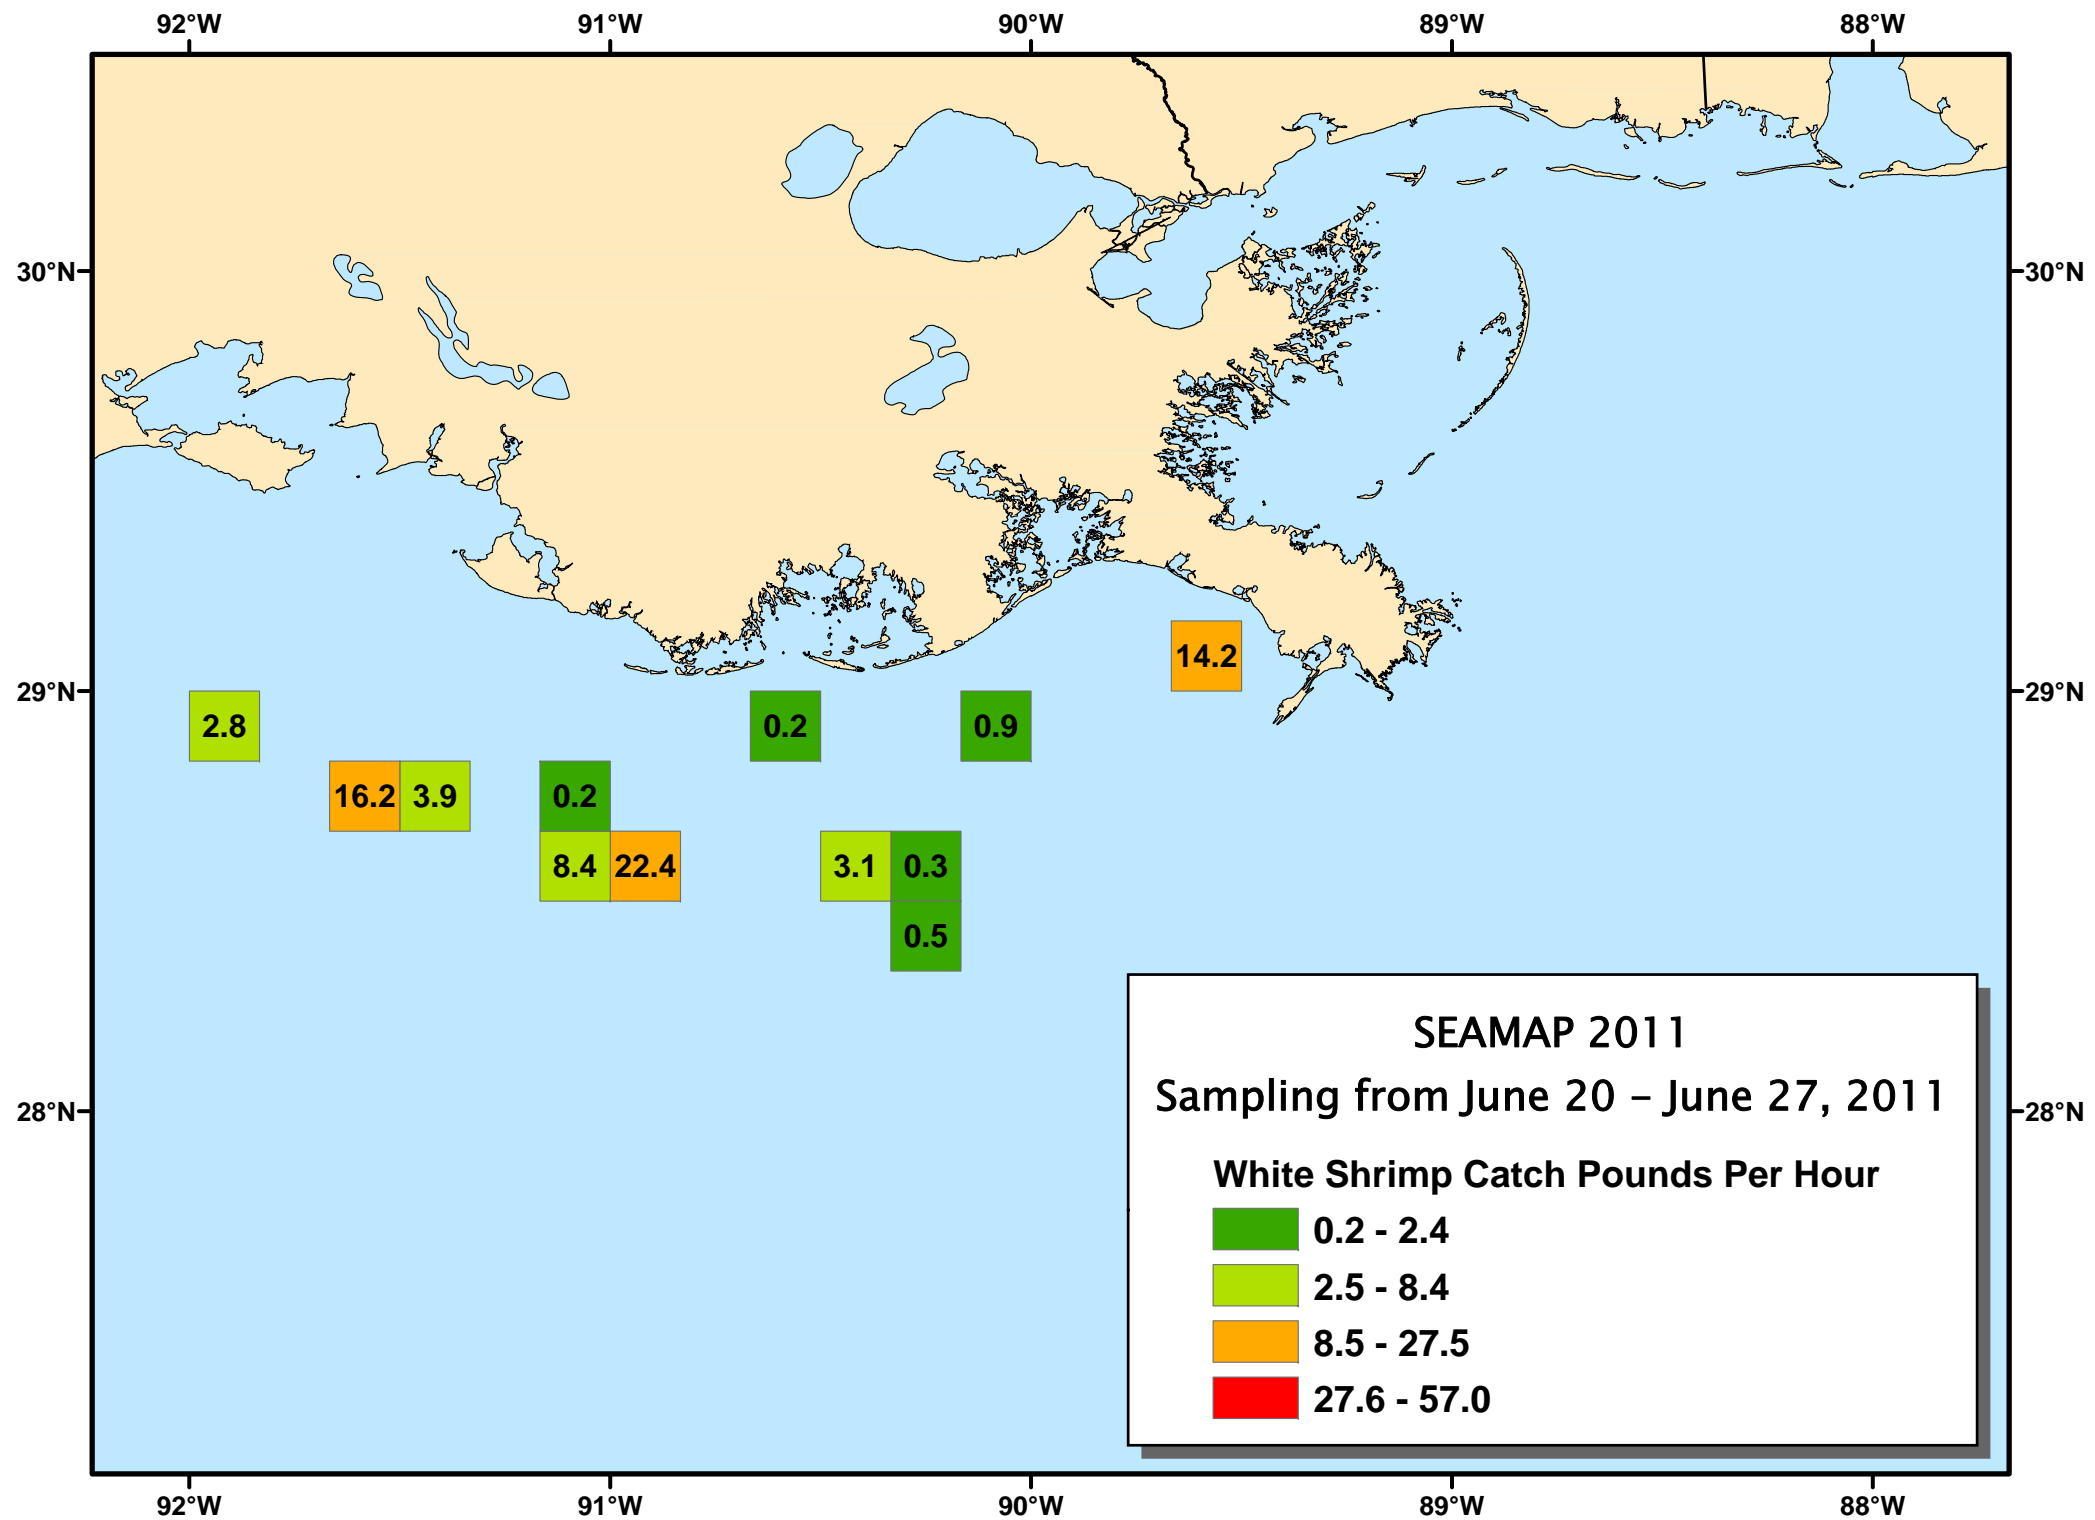 92°W 91°W 90°W 89°W 88°W
30°N 30°N
14.2
29°N 29°N
2.8 0.2 0.9
16.2 3.9 0.2
8.4 22.4 3.1 0.3
0.5
SEAMAP 2011
Sampling from June 20 – June 27, 2011
28°N 28°N
White Shrimp Catch Pounds Per Hour
0.2 - 2.4
2.5 - 8.4
8.5 - 27.5
27.6 - 57.0
92°W 91°W 90°W 89°W 88°W